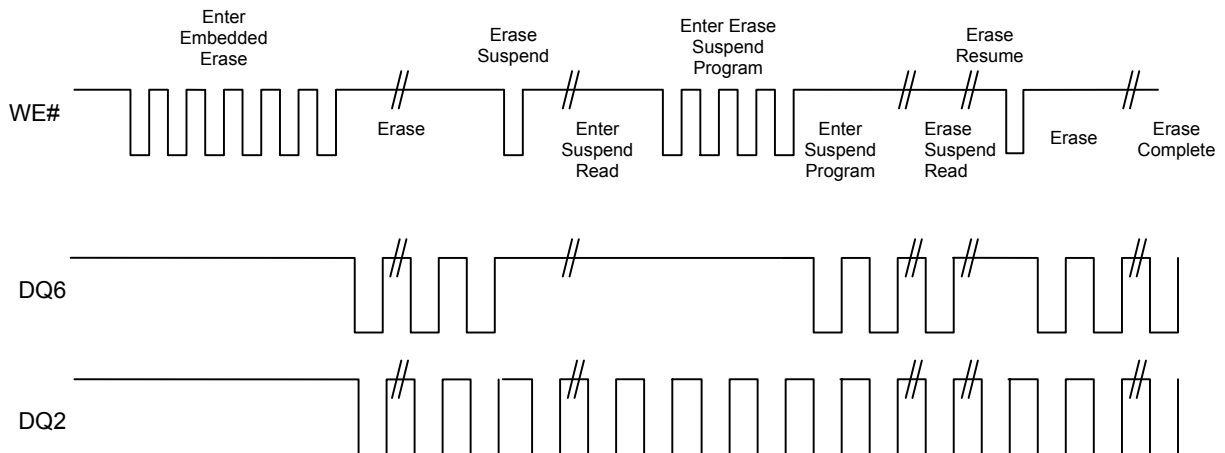 Enter
Embedded
Erase
Erase
Suspend
Enter Erase
Suspend
Program
Erase
Resume
WE#
Erase
Enter
Suspend
Read
Enter
Suspend
Program
Erase
Suspend
Read
Erase
Erase
Complete
DQ6
DQ2